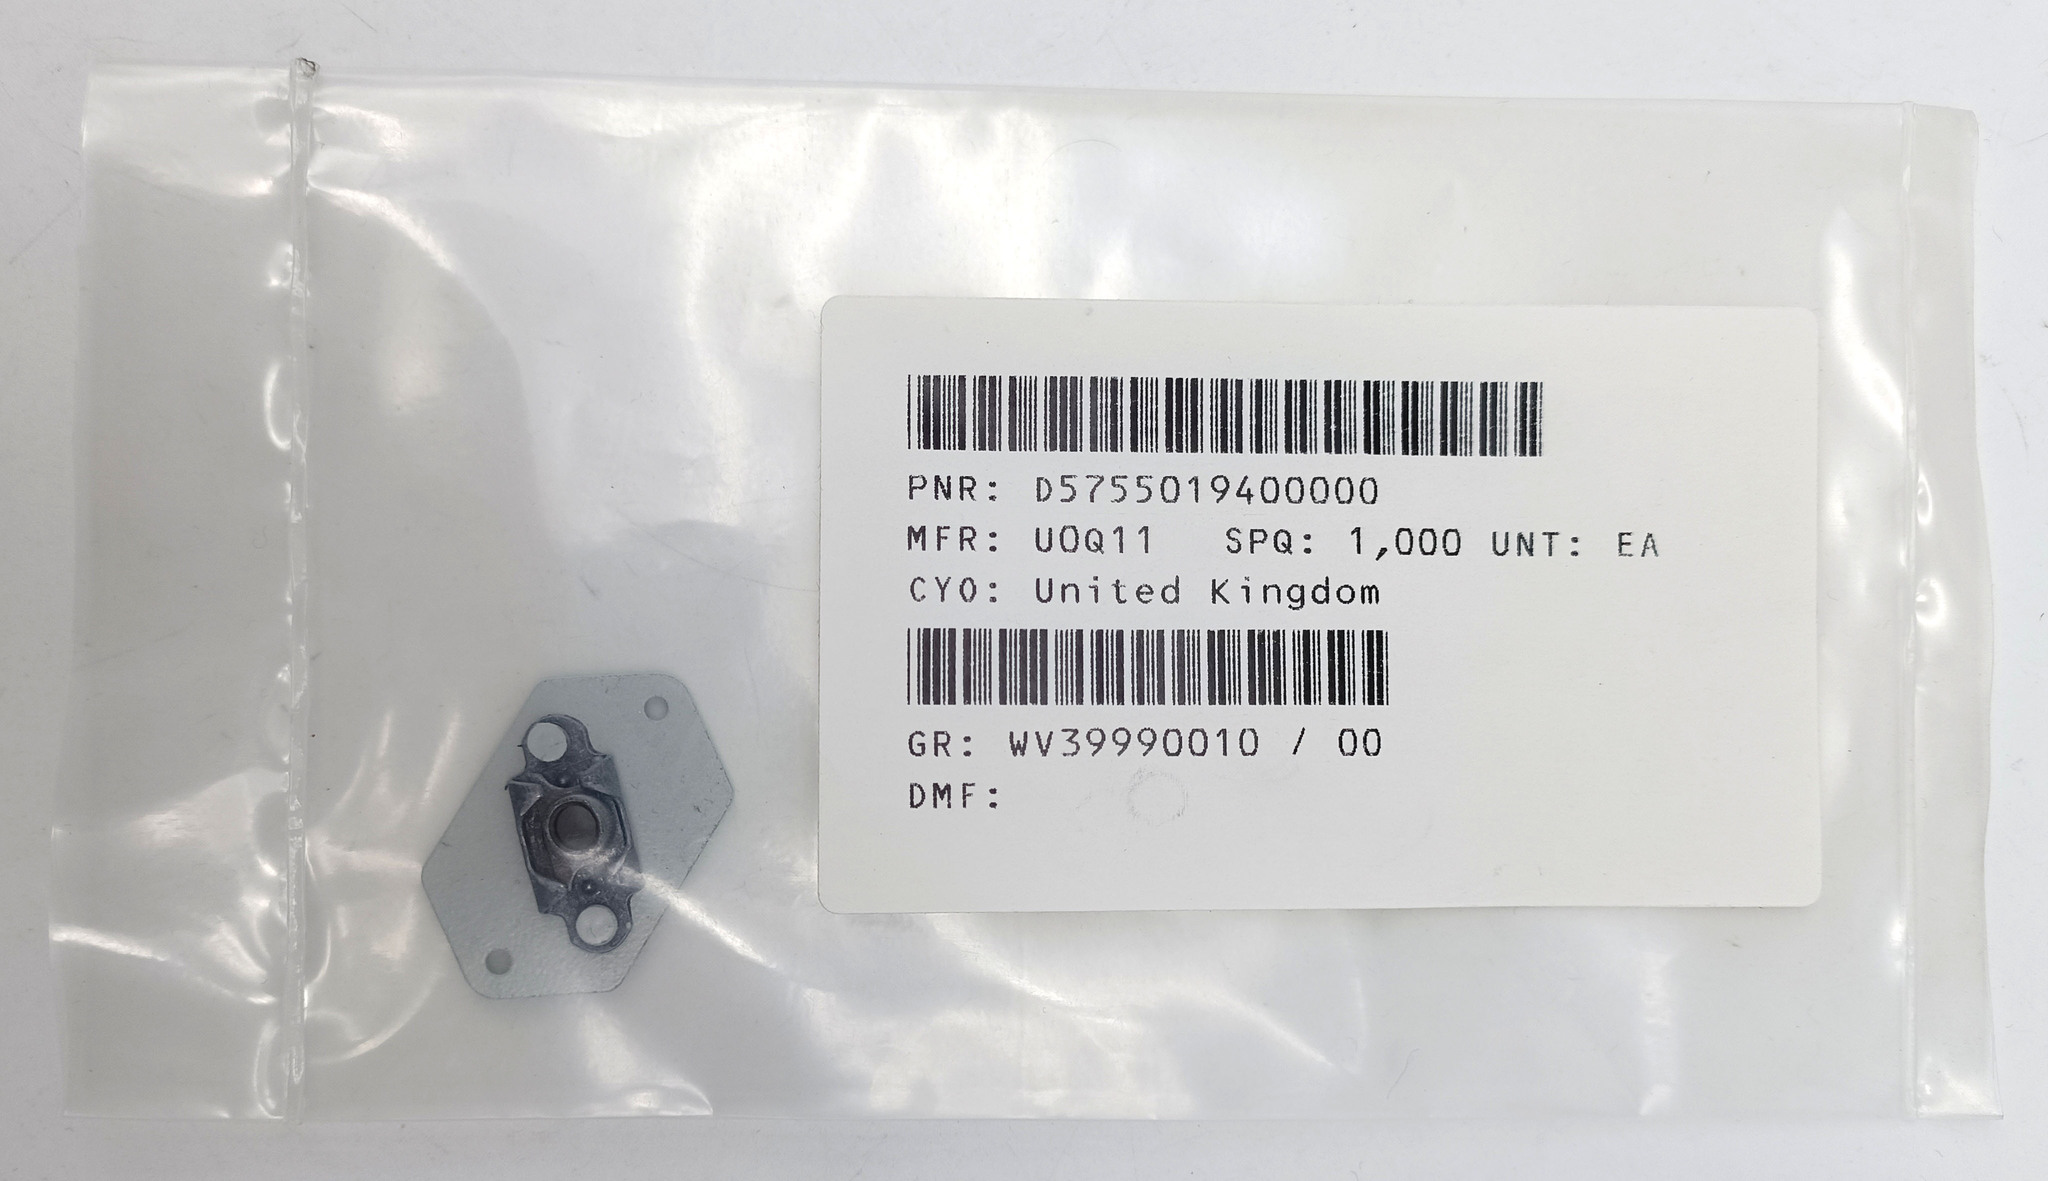 PNR: D5755019400000
MFR: U0Q11 SPQ: 1,000 UNT: EA
CYO: United Kingdom
GR: WV39990010 / 00
DMF: